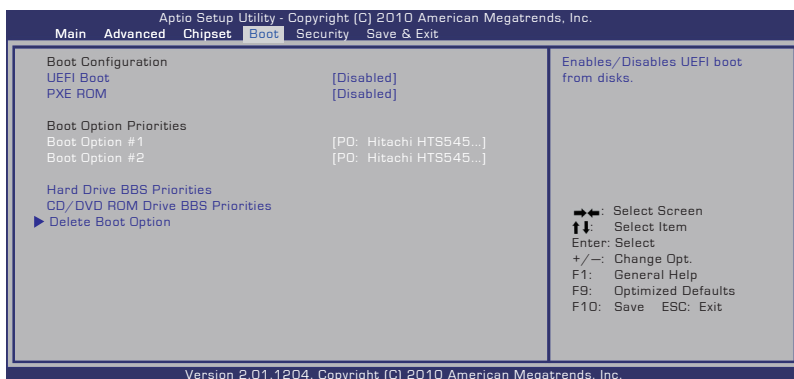 Aptio Setup Utility - Copyright (C) 2010 American Megatrends, Inc.
Main Advanced Chipset Boot Security Save & Exit
Boot Configuration
UEFI Boot [Disabled]
PXE ROM [Disabled]
Boot Option Priorities
Boot Option #1 [P0: Hitachi HTS545...]
Boot Option #2 [P0: Hitachi HTS545...]
Hard Drive BBS Priorities
CD/DVD ROM Drive BBS Priorities
Delete Boot Option
Enables/Disables UEFI boot
from disks.
→←: Select Screen
↑↓: Select Item
Enter: Select
+/—: Change Opt.
F1: General Help
F9: Optimized Defaults
F10: Save ESC: Exit
Version 2.01.1204. Copyright (C) 2010 American Megatrends, Inc.